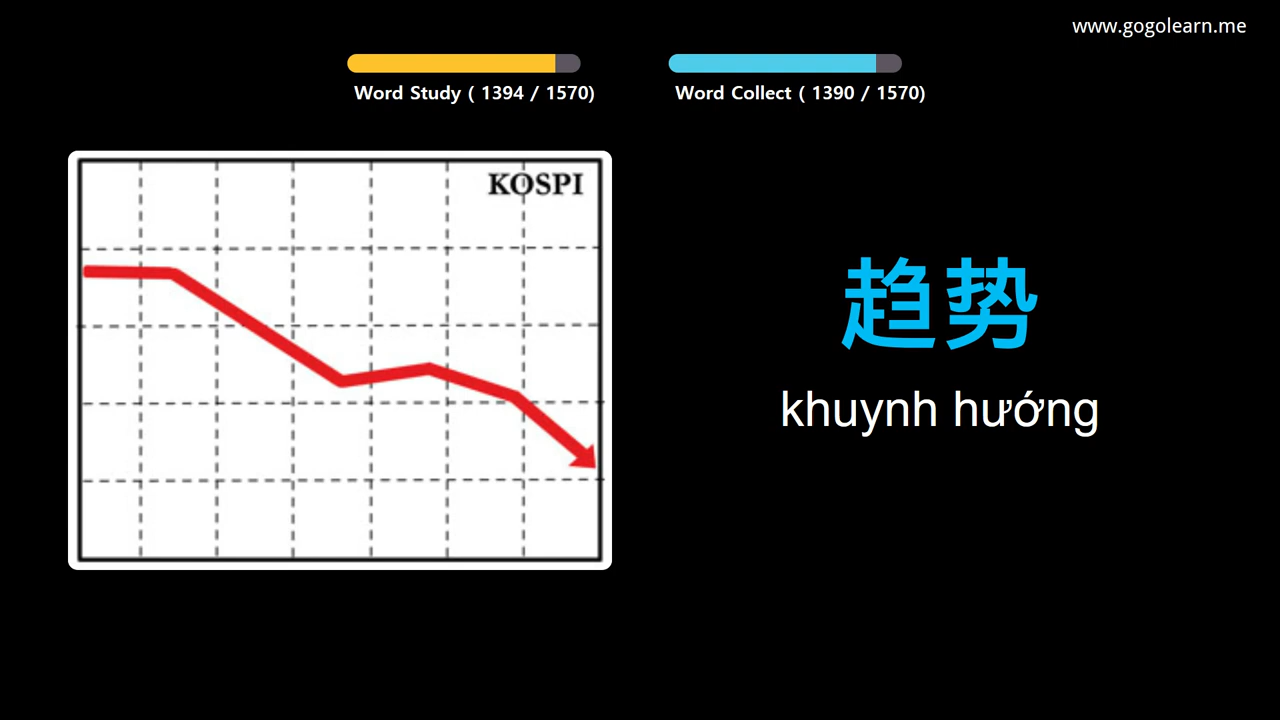 www.gogolearn.me
Word Study ( 1394 / 1570)
Word Collect ( 1390 / 1570)
KOSPI
趋势
khuynh hướng